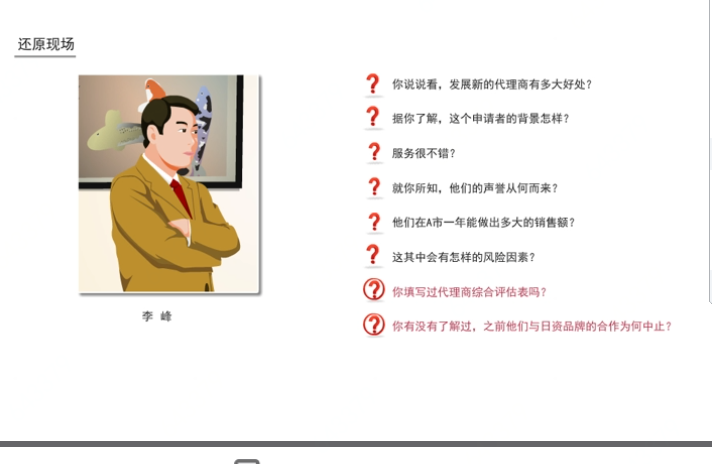 还原现场
李 峰
你说说看，发展新的代理商有多大好处？
据你了解，这个申请者的背景怎样？
服务很不错？
就你所知，他们的声誉从何而来？
他们在A市一年能做出多大的销售额？
这其中会有怎样的风险因素？
你填写过代理商综合评估表吗？
你有没有了解过，之前他们与日资品牌的合作为何中止？